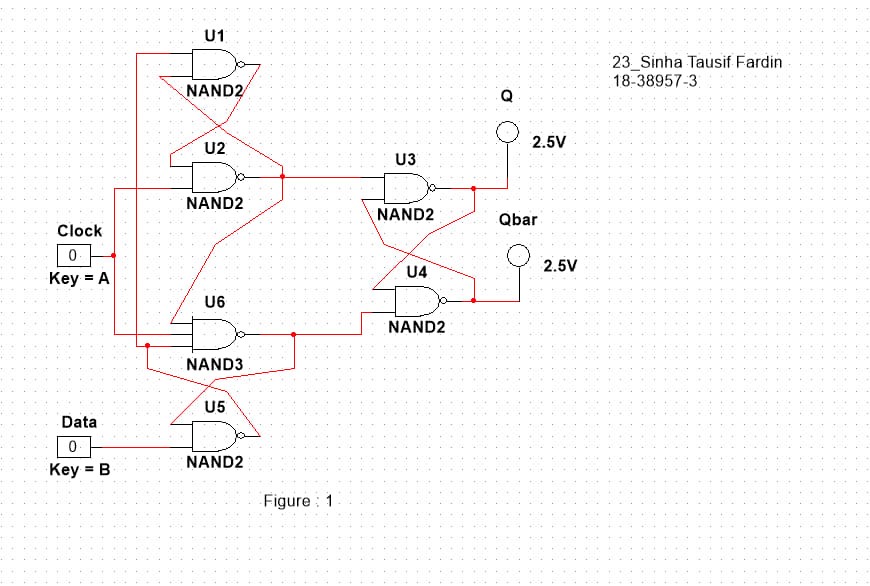 U1
NAND2
23_Sinha Tausif Fardin
18-38957-3
Q
2.5V
U2
NAND2
U3
NAND2
Qbar
2.5V
Clock
0
Key = A
U4
NAND2
U6
NAND3
U5
NAND2
Data
0
Key = B
Figure : 1